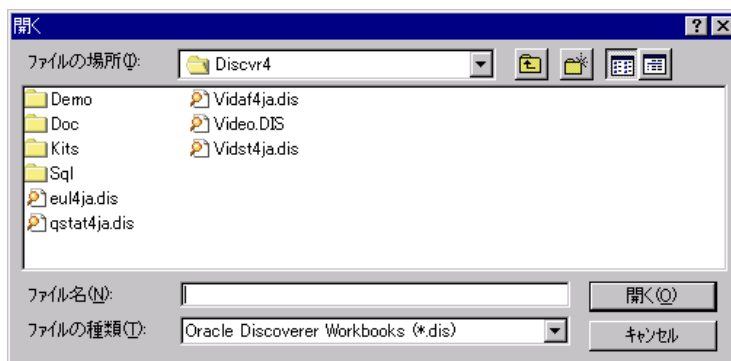 開く
ファイルの場所(I):
Discvr4
Demo
Doc
Kits
Sql
eul4ja.dis
qstat4ja.dis
Vidaf4ja.dis
Video.DIS
Vidst4ja.dis
ファイル名(N):
開く(O)
ファイルの種類(T):
Oracle Discoverer Workbooks (*.dis)
キャンセル